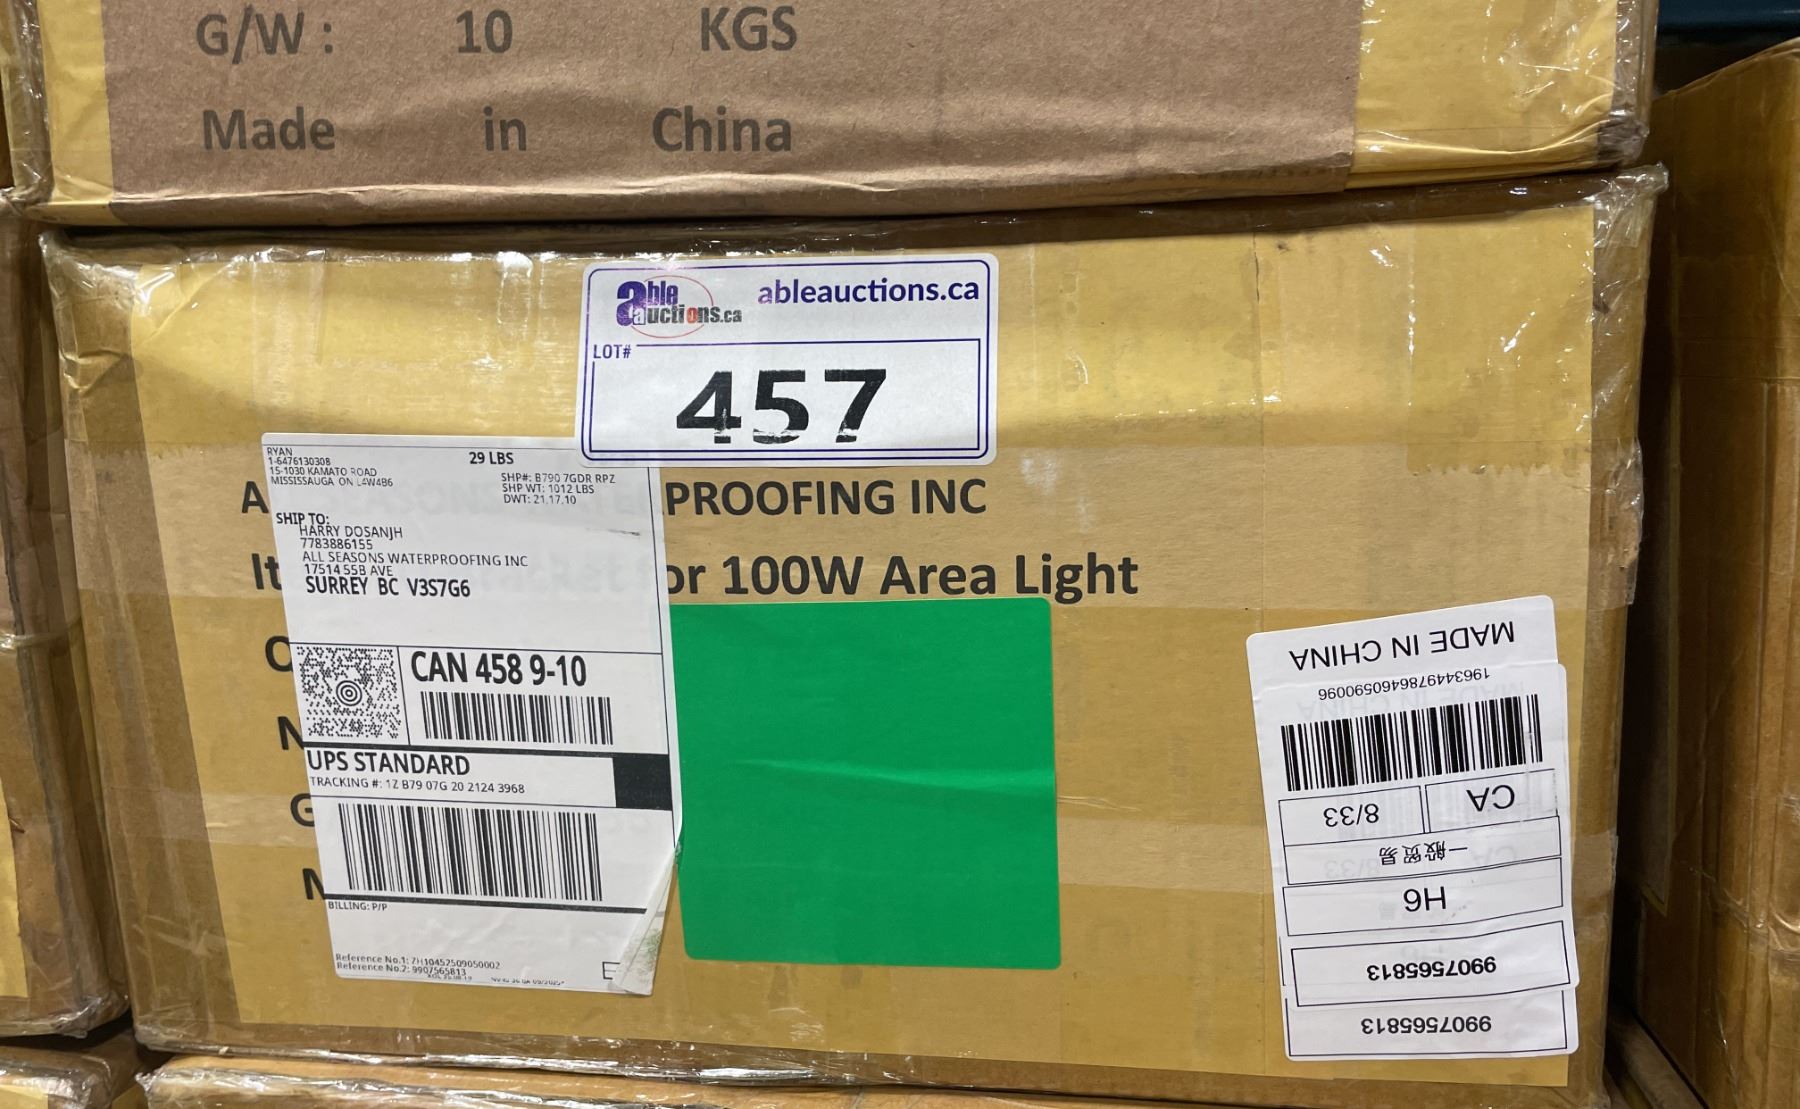 G/W : 10 KGS
Made in China
able auctions.ca
ableauctions.ca
LOT#
457
RYAN
1-6476130308
15-1030 KAMATO ROAD
MISSISSAUGA ON L4W4B6
29 LBS
SHP#: B790 7GDR RPZ
SHP WT: 1012 LBS
DWT: 21,17,10
SHIP TO:
HARRY DOSANJH
7783886155
ALL SEASONS WATERPROOFING INC
17514 55B AVE
SURREY BC V3S7G6
CAN 458 9-10
UPS STANDARD
TRACKING #: 1Z B79 07G 20 2124 3968
BILLING: P/P
Reference No.1: ZH10452509050002
Reference No.2: 9907565813
PROOFING INC
or 100W Area Light
MADE IN CHINA
1963449786460590096
CA
8/33
一般贸易
H6
9907565813
9907565813